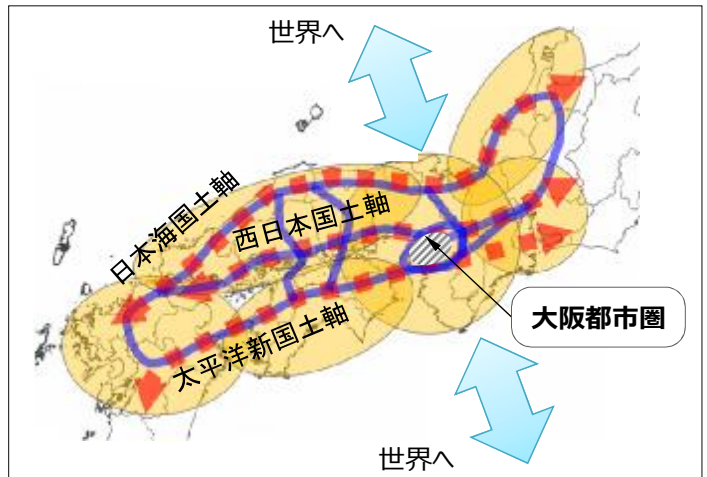 世界へ
日本海国土軸
西日本国土軸
大阪都市圏
太平洋新国土軸
世界へ